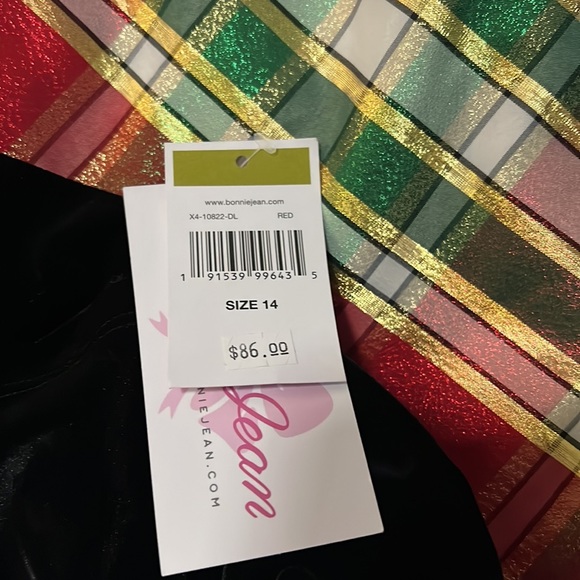 www.bonniejean.com
X4-10822-DL RED
1 91539 99643 5
SIZE 14
$86.00
Jean
NIEJEAN.COM